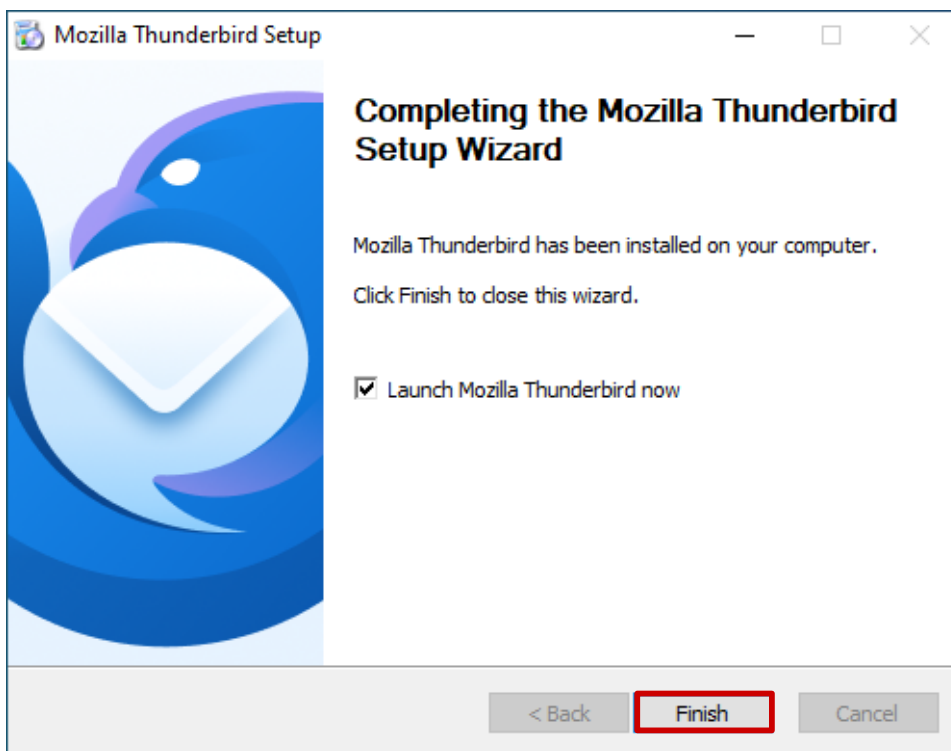 Mozilla Thunderbird Setup
Completing the Mozilla Thunderbird
Setup Wizard
Mozilla Thunderbird has been installed on your computer.
Click Finish to close this wizard.
Launch Mozilla Thunderbird now
< Back
Finish
Cancel